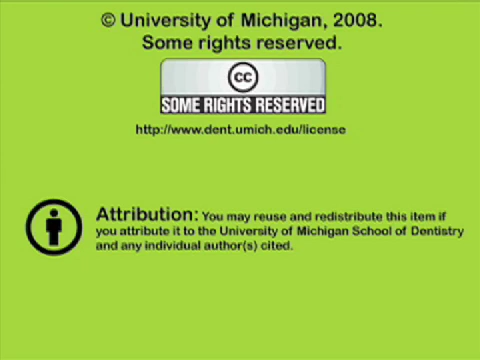 © University of Michigan, 2008.
Some rights reserved.
cc
SOME RIGHTS RESERVED
http://www.dent.umich.edu/license
Attribution: You may reuse and redistribute this item if
you attribute it to the University of Michigan School of Dentistry
and any individual author(s) cited.